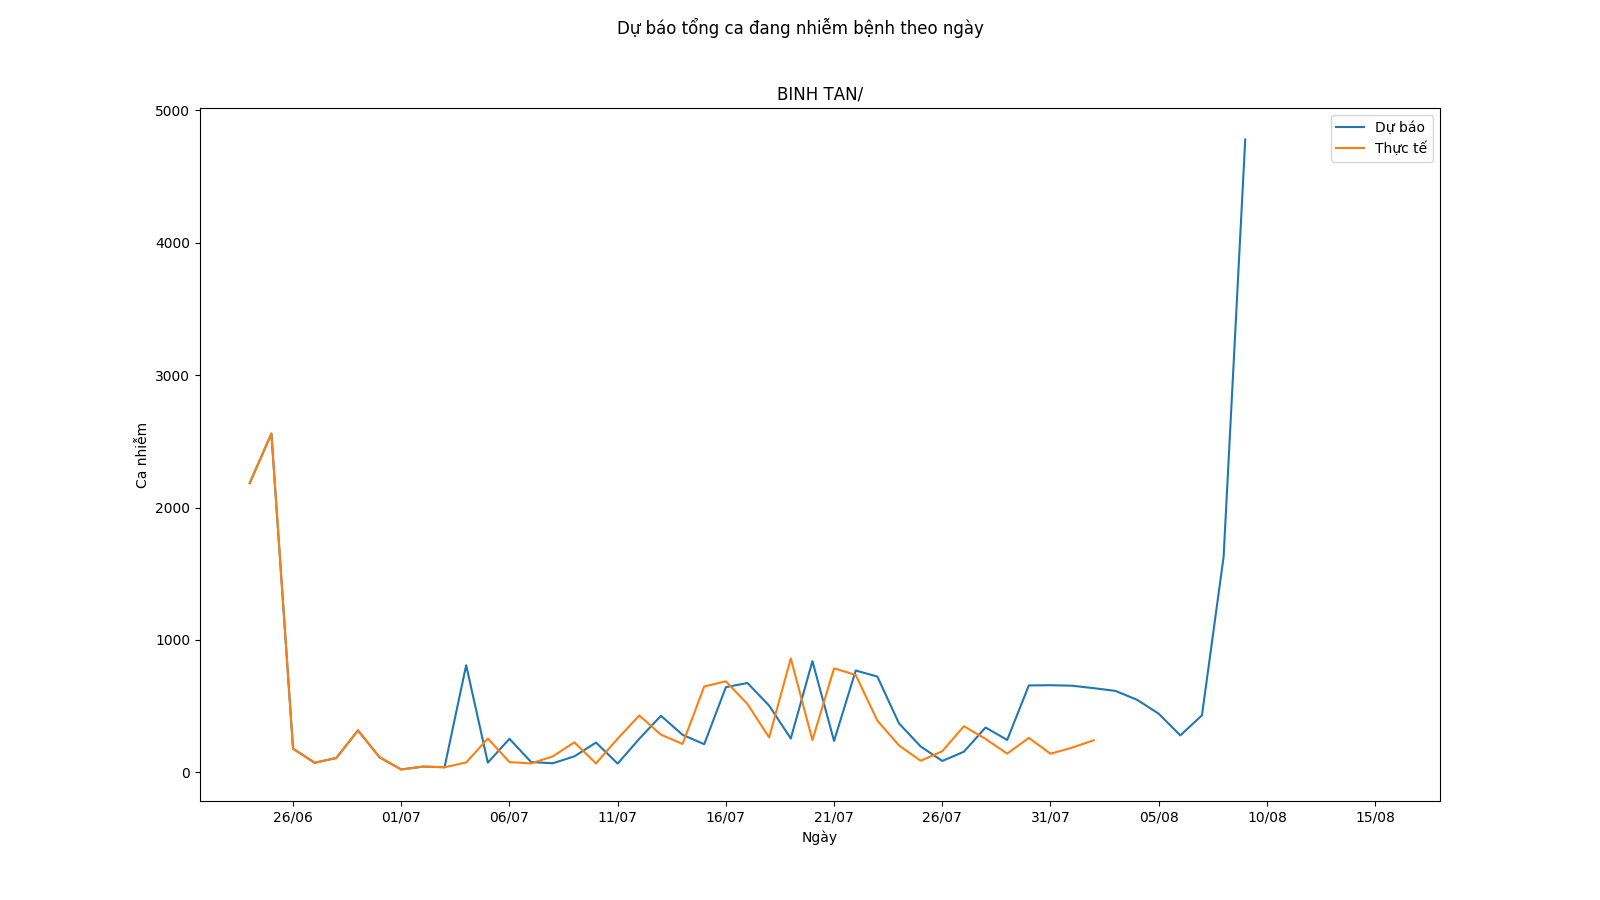 Dự báo tổng ca đang nhiễm bệnh theo ngày
BINH TAN/
Dự báo
Thực tế
5000
4000
3000
2000
1000
0
Ca nhiễm
26/06
01/07
06/07
11/07
16/07
21/07
26/07
31/07
05/08
10/08
15/08
Ngày